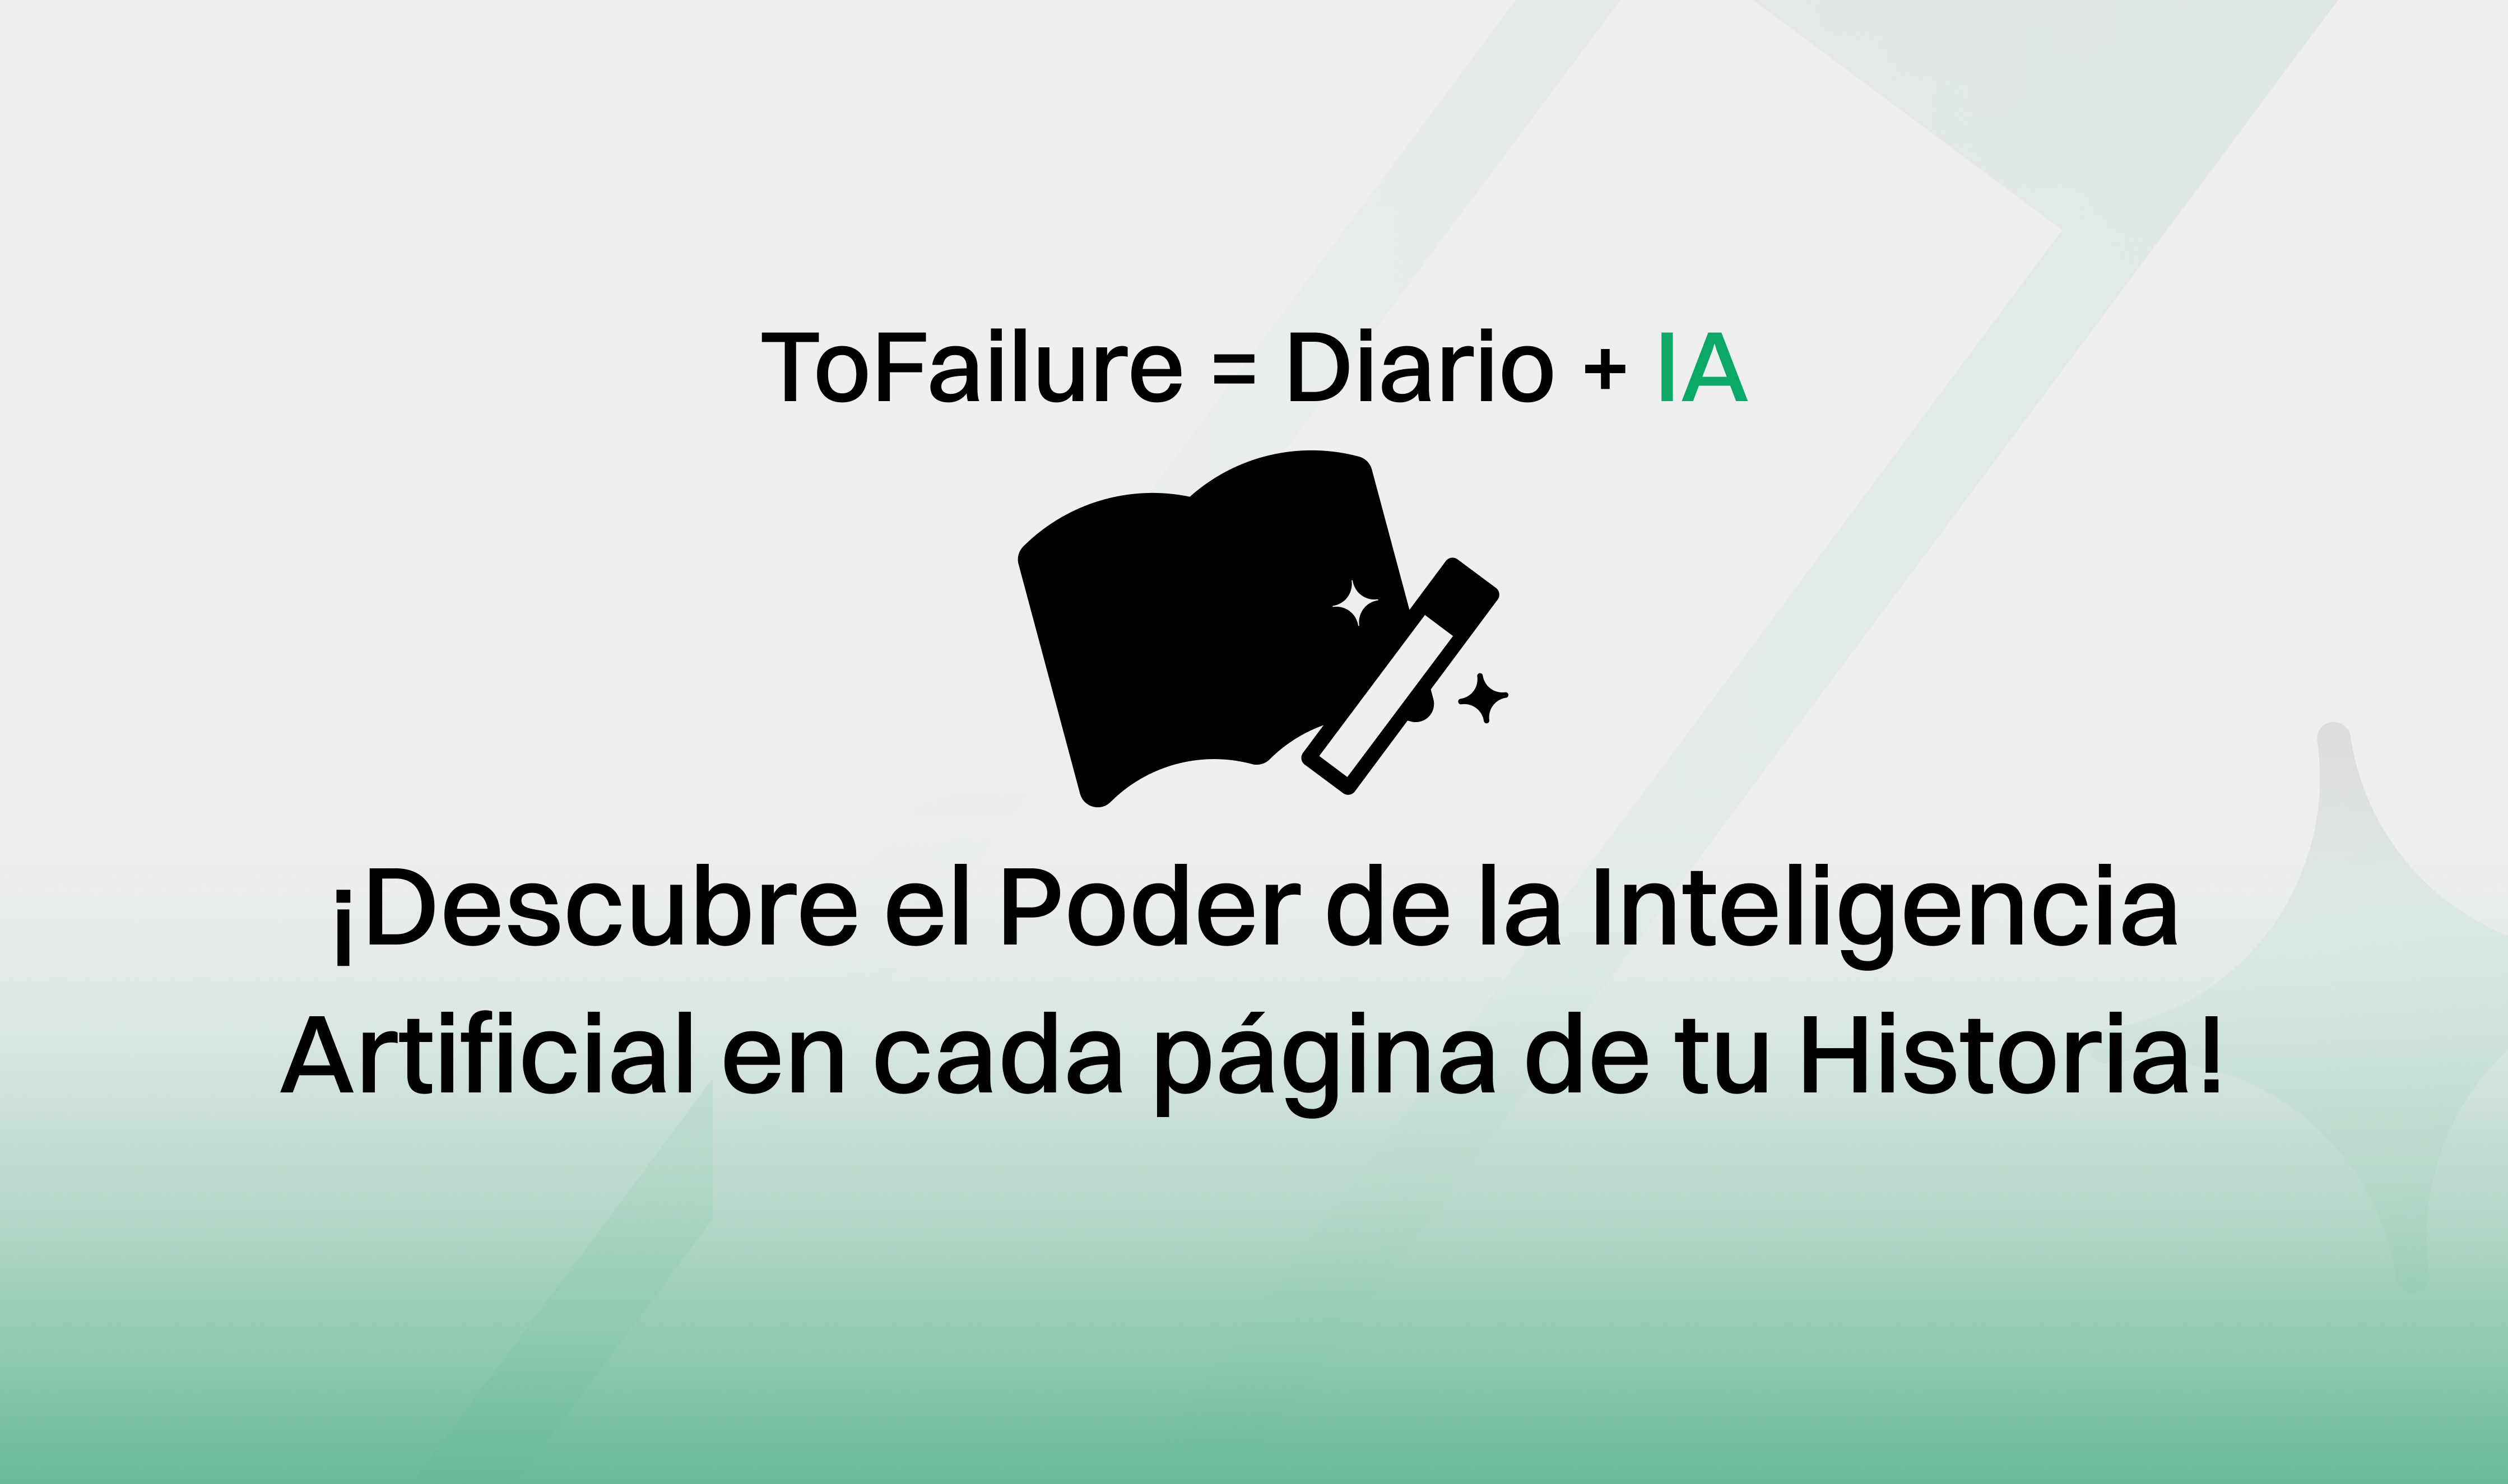 ToFailure = Diario + IA
¡Descubre el Poder de la Inteligencia
Artificial en cada página de tu Historia!